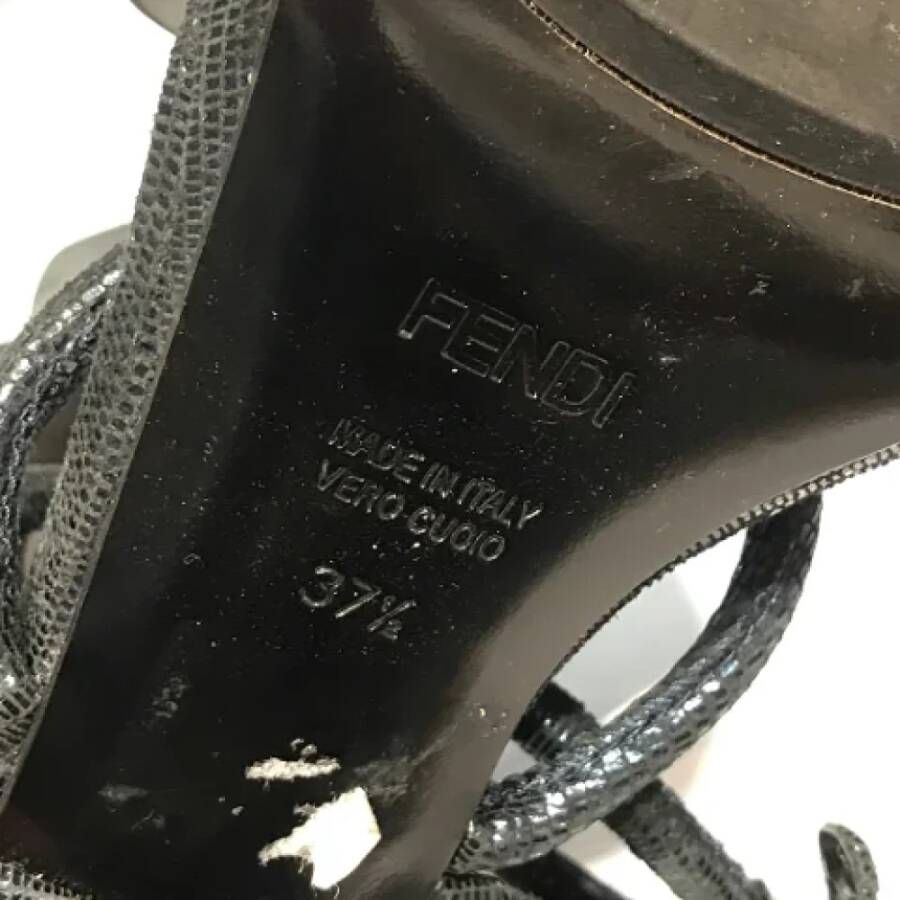 FENDI
MADE IN ITALY
VERO CUOIO
37½